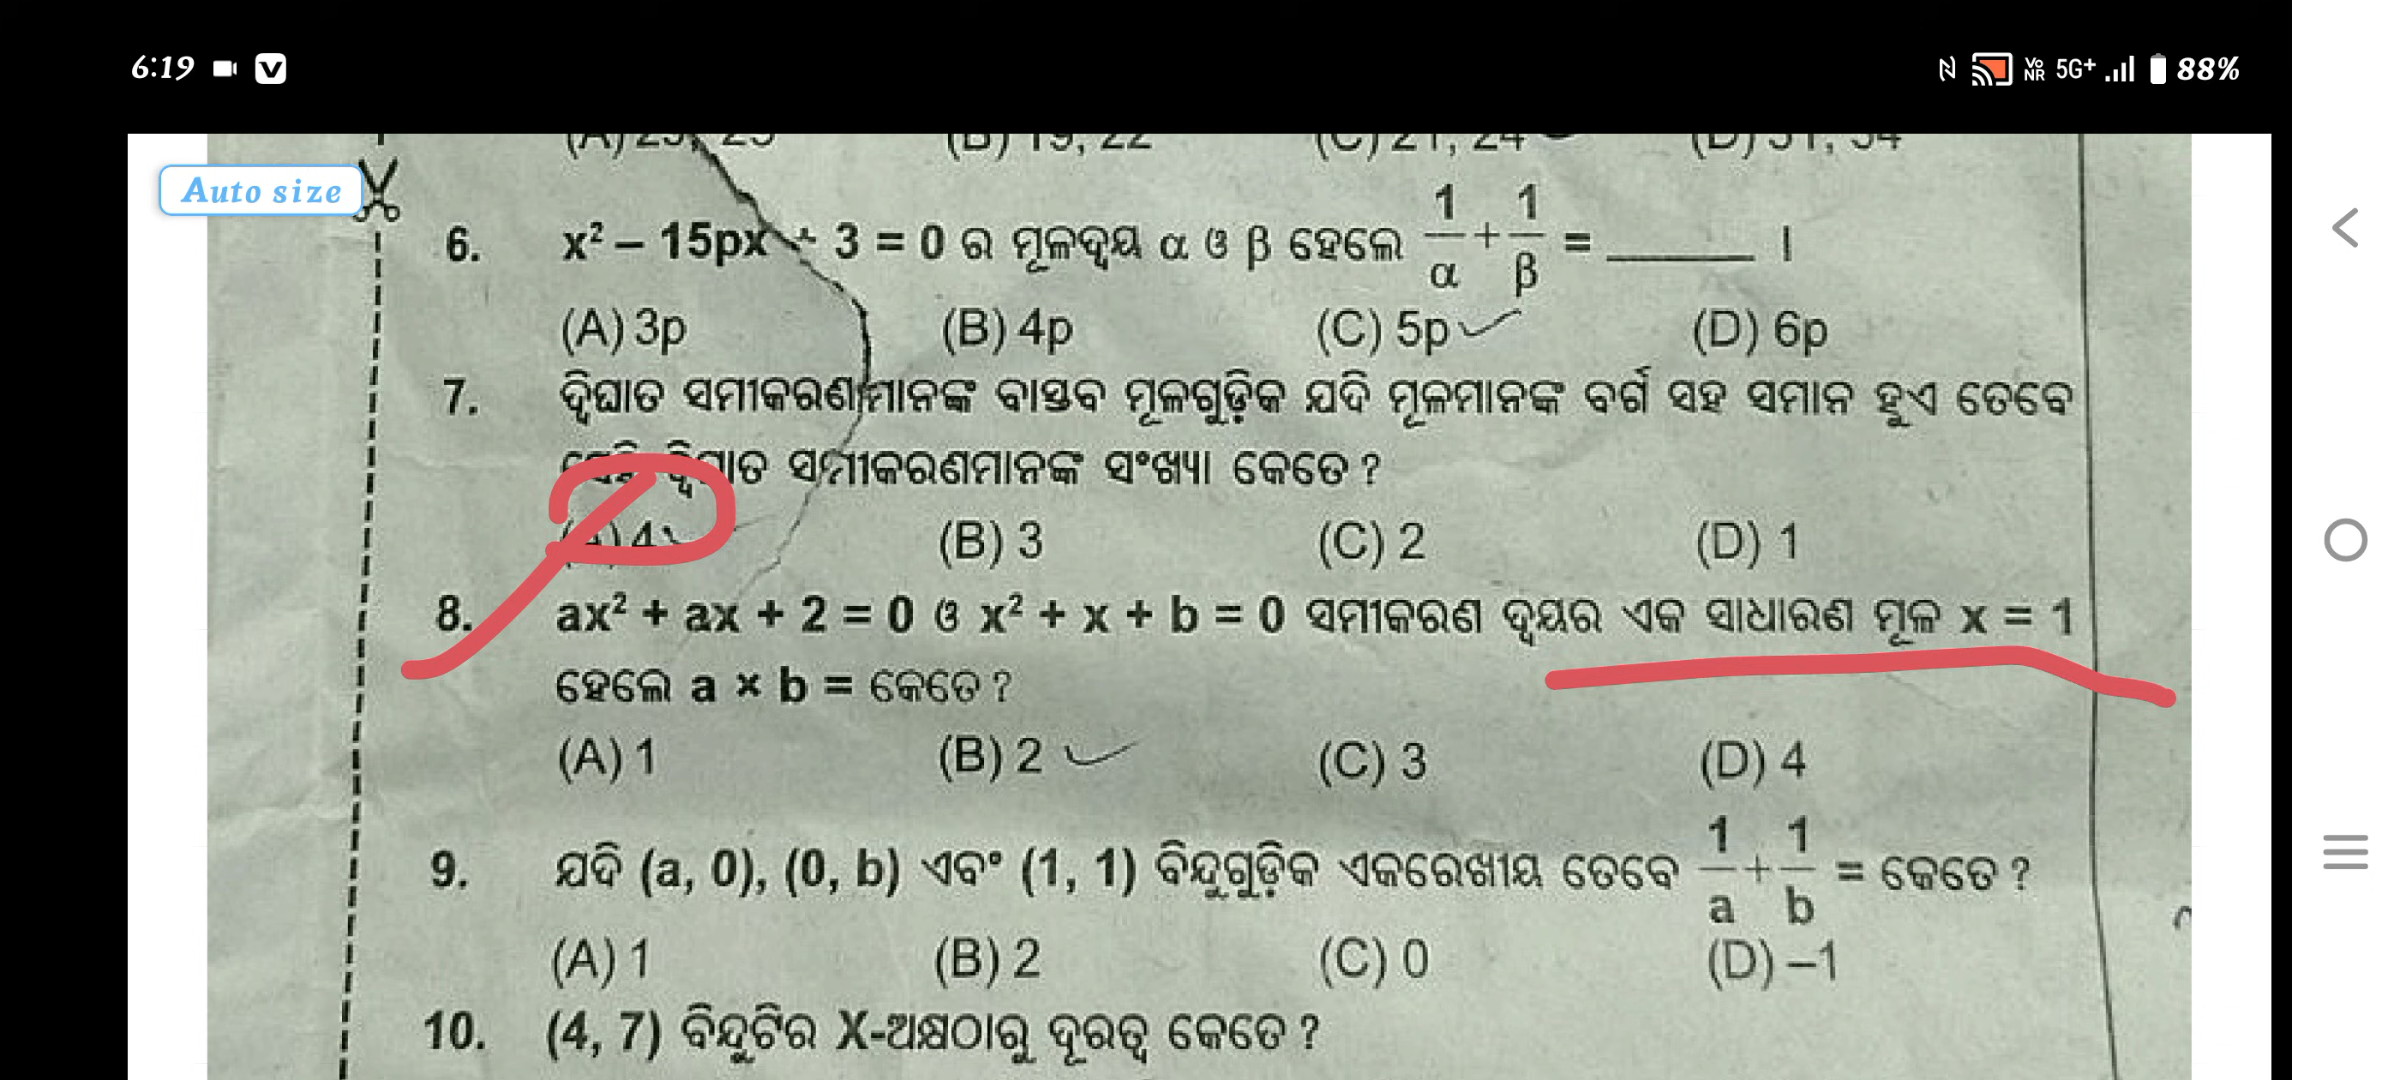 6:19 VoNR 5G+ 88%
Auto size
6. x² – 15px + 3 = 0 ର ମୂଳଦ୍ୱୟ α ଓ β ହେଲେ 1/α + 1/β = ______ ।
(A) 3p (B) 4p (C) 5p (D) 6p
7. ଦ୍ୱିଘାତ ସମୀକରଣମାନଙ୍କ ବାସ୍ତବ ମୂଳଗୁଡ଼ିକ ଯଦି ମୂଳମାନଙ୍କ ବର୍ଗ ସହ ସମାନ ହୁଏ ତେବେ
ସମୀକରଣମାନଙ୍କ ସଂଖ୍ୟା କେତେ ?
4 (B) 3 (C) 2 (D) 1
8. ax² + ax + 2 = 0 ଓ x² + x + b = 0 ସମୀକରଣ ଦ୍ୱୟର ଏକ ସାଧାରଣ ମୂଳ x = 1
ହେଲେ a × b = କେତେ ?
(A) 1 (B) 2 (C) 3 (D) 4
9. ଯଦି (a, 0), (0, b) ଏବଂ (1, 1) ବିନ୍ଦୁଗୁଡ଼ିକ ଏକରେଖୀୟ ତେବେ 1/a + 1/b = କେତେ ?
(A) 1 (B) 2 (C) 0 (D) –1
10. (4, 7) ବିନ୍ଦୁଟିର X-ଅକ୍ଷଠାରୁ ଦୂରତ୍ୱ କେତେ ?